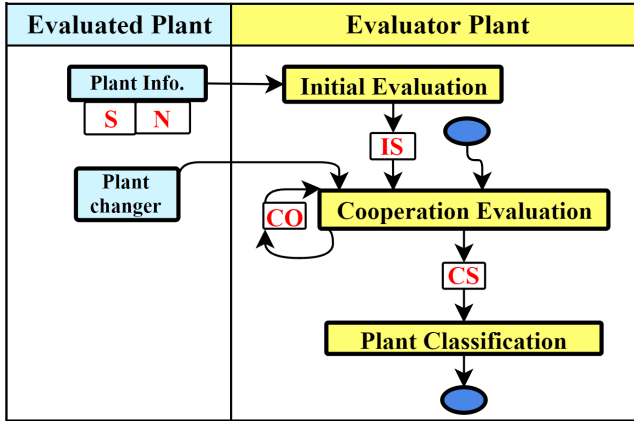 Evaluated Plant
Evaluator Plant
Plant Info.
S N
Initial Evaluation
IS
Plant
changer
CO
Cooperation Evaluation
CS
Plant Classification